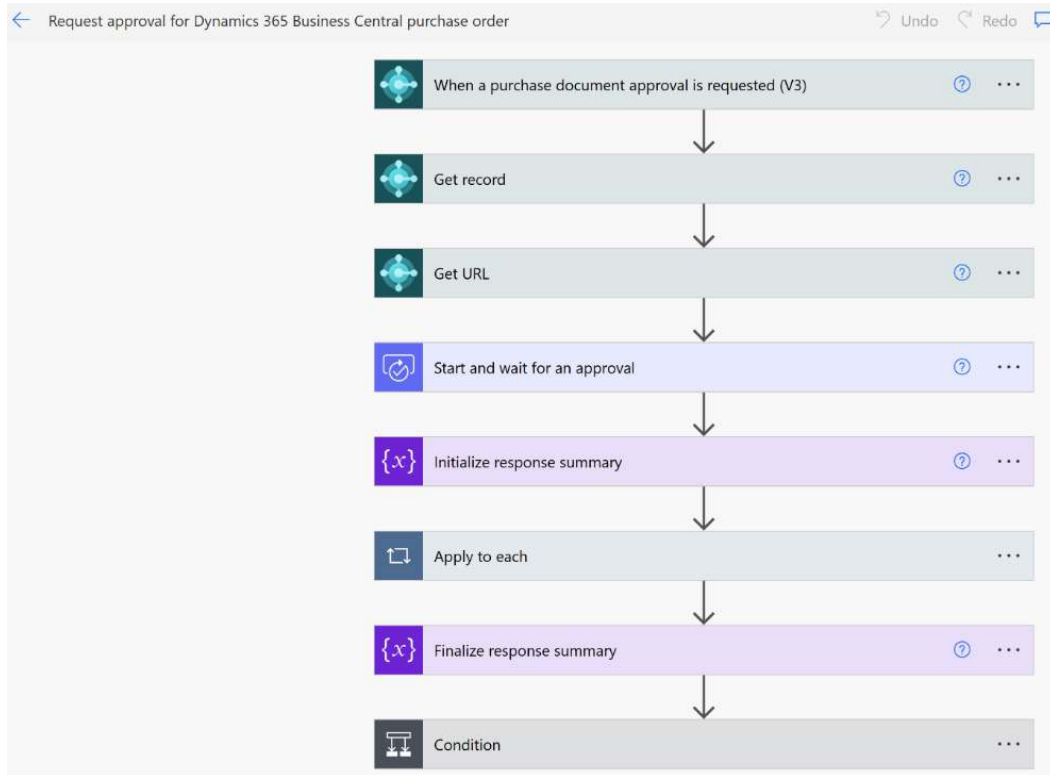 Request approval for Dynamics 365 Business Central purchase order
Undo Redo
When a purchase document approval is requested (V3)
Get record
Get URL
Start and wait for an approval
{x} Initialize response summary
Apply to each
{x} Finalize response summary
Condition